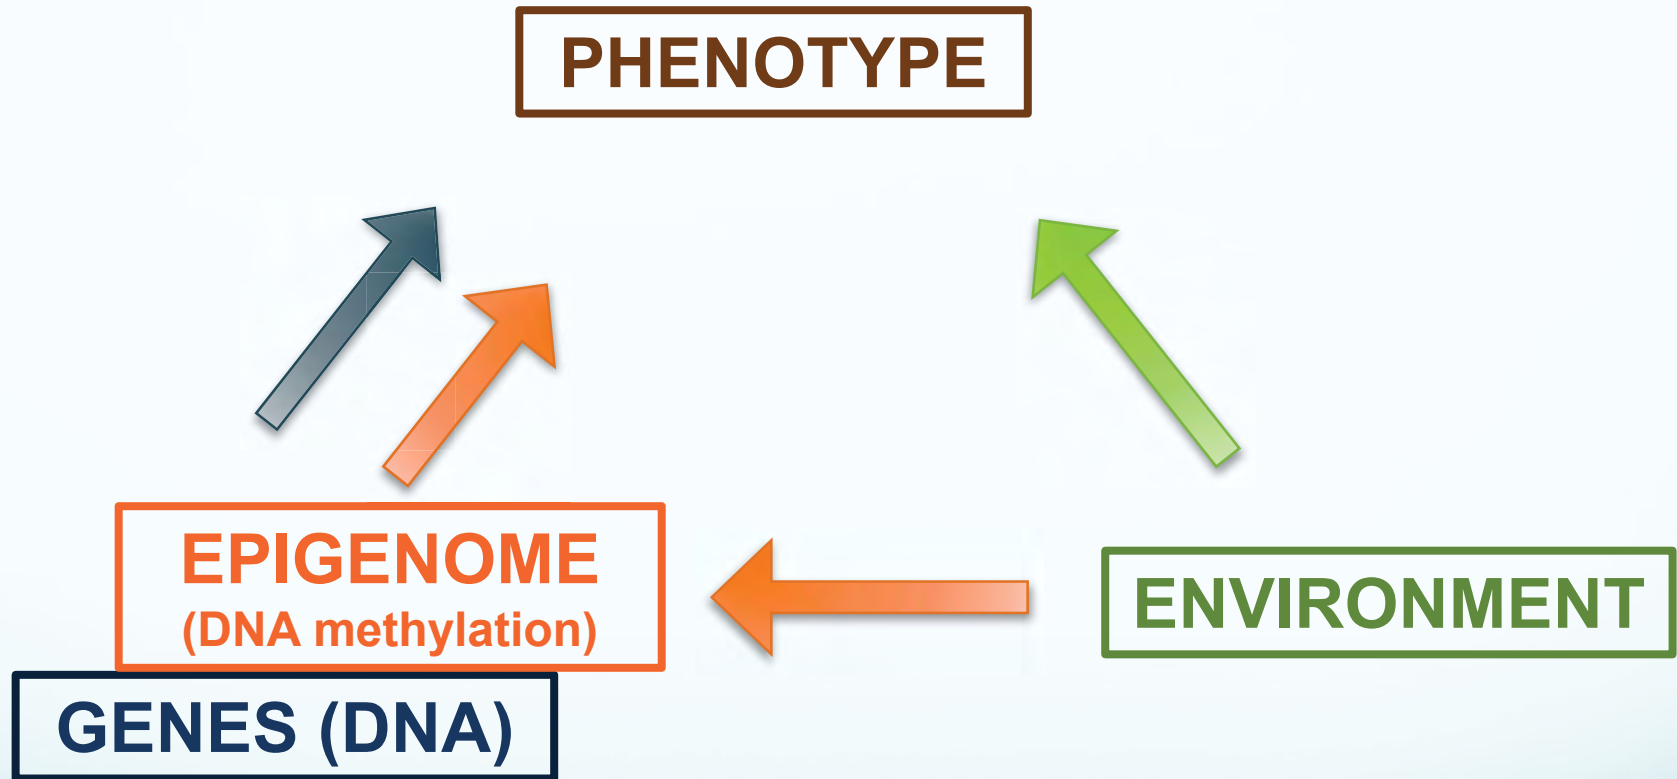 PHENOTYPE
EPIGENOME
(DNA methylation)
ENVIRONMENT
GENES (DNA)